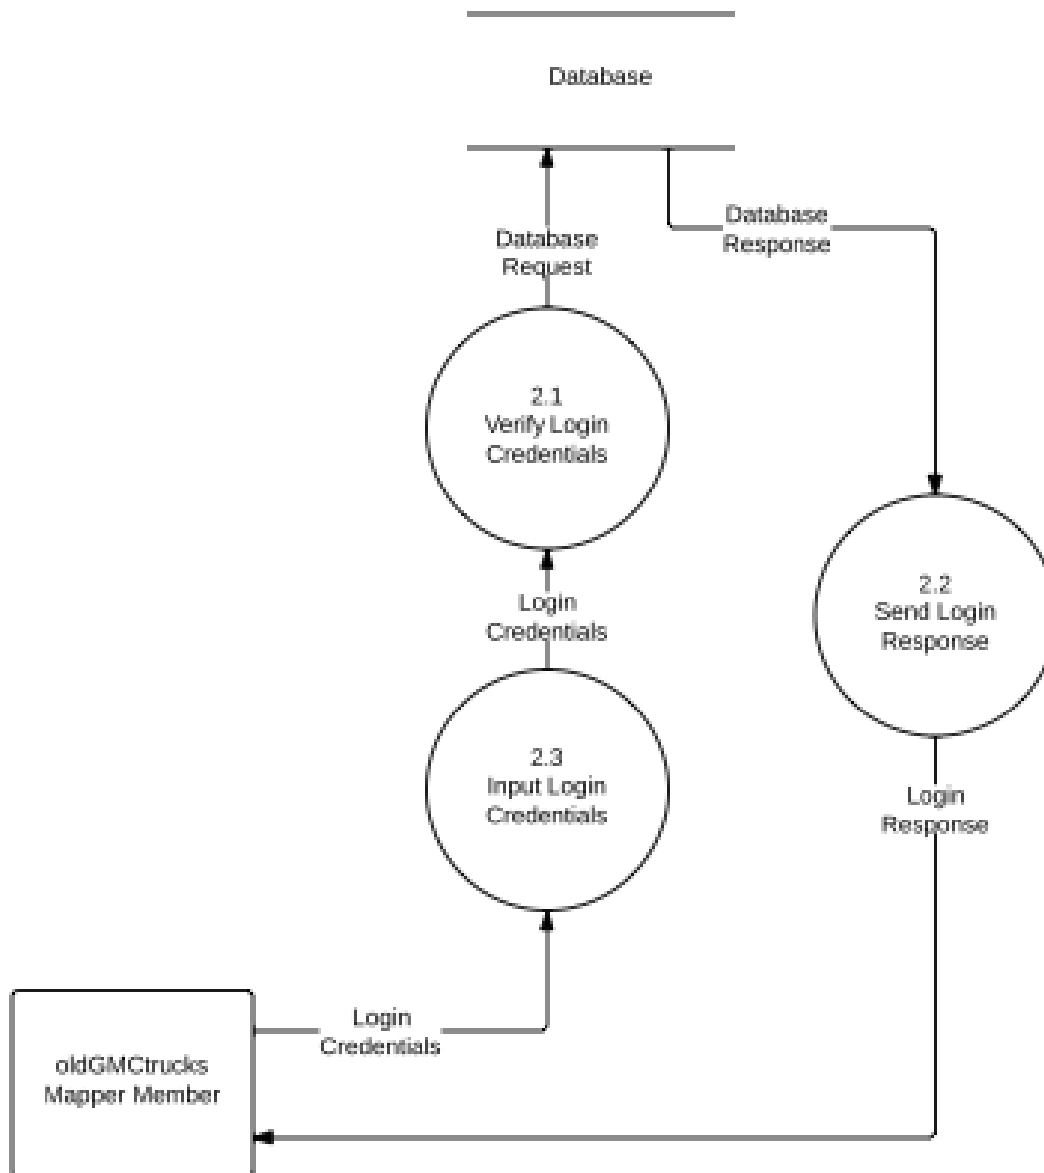 Database
Database
Response
Database
Request
2.1
Verify Login
Credentials
2.2
Send Login
Response
Login
Credentials
2.3
Input Login
Credentials
Login
Response
Login
Credentials
oldGMCtrucks
Mapper Member